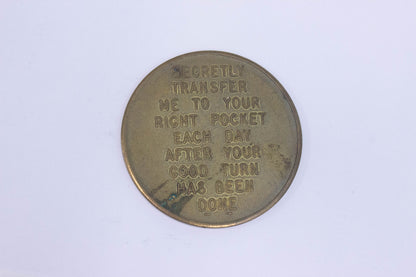 SECRETLY
TRANSFER
ME TO YOUR
RIGHT POCKET
EACH DAY
AFTER YOUR
GOOD TURN
HAS BEEN
DONE